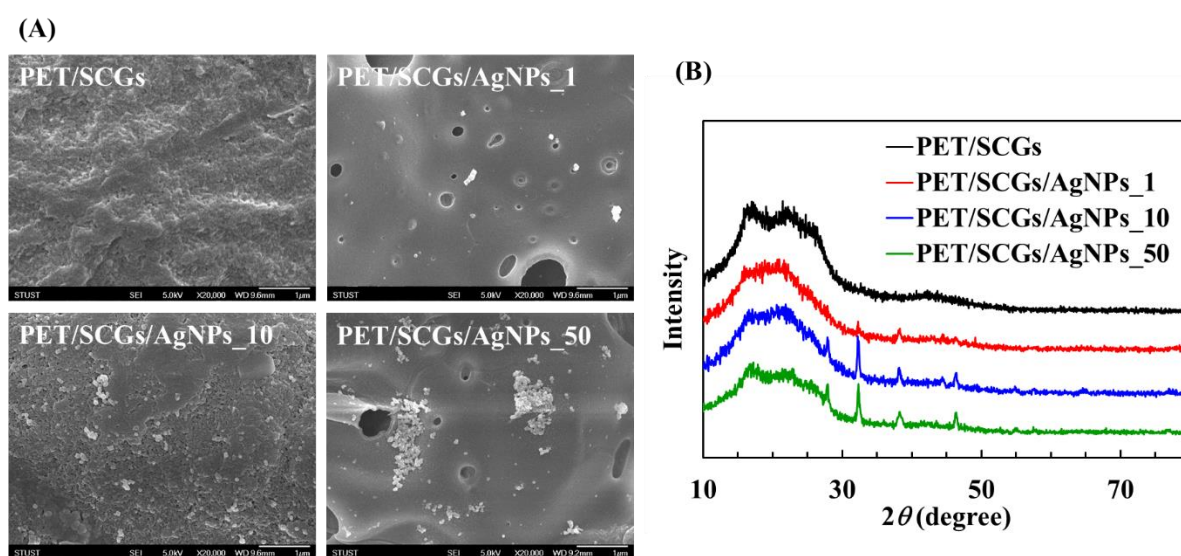 (A)
PET/SCGs
STUST SEI 5.0kV X20,000 WD 9.6mm 1μm
PET/SCGs/AgNPs_1
STUST SEI 5.0kV X20,000 WD 9.6mm 1μm
PET/SCGs/AgNPs_10
STUST SEI 5.0kV X20,000 WD 9.6mm 1μm
PET/SCGs/AgNPs_50
STUST SEI 5.0kV X20,000 WD 9.2mm 1μm
(B)
PET/SCGs
PET/SCGs/AgNPs_1
PET/SCGs/AgNPs_10
PET/SCGs/AgNPs_50
Intensity
10 30 50 70
2θ (degree)